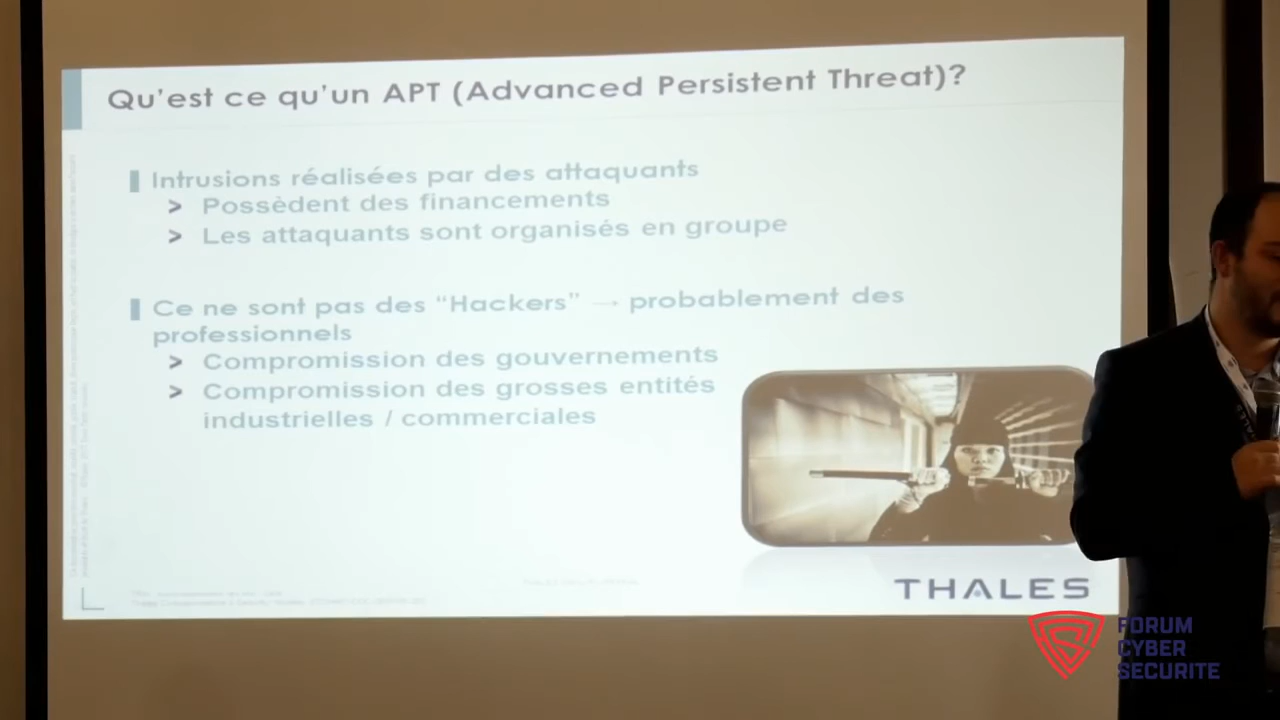 Qu'est ce qu'un APT (Advanced Persistent Threat)?
Intrusions réalisées par des attaquants
> Possèdent des financements
> Les attaquants sont organisés en groupe
Ce ne sont pas des “Hackers” → probablement des
professionnels
> Compromission des gouvernements
> Compromission des grosses entités
industrielles / commerciales
THALES
FORUM
CYBER
SECURITE